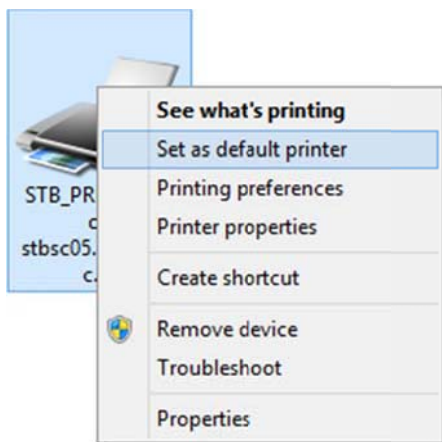 See what's printing
Set as default printer
STB_PR
Printing preferences
Printer properties
stbsc05.
c.
Create shortcut
Remove device
Troubleshoot
Properties